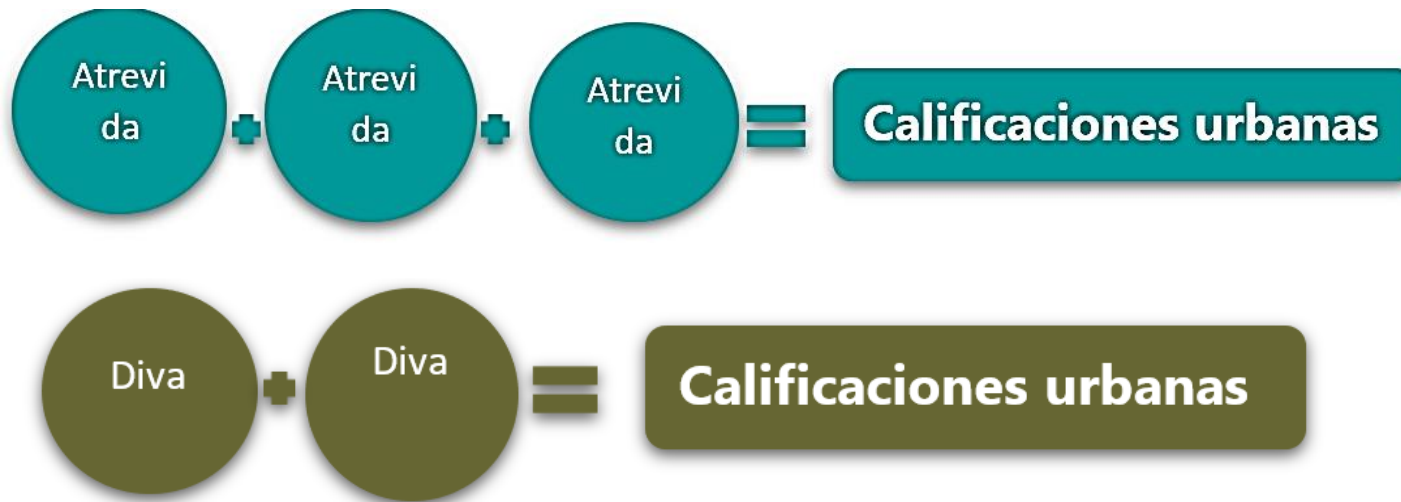 Atrevi
da
Atrevi
da
Atrevi
da
Calificaciones urbanas
Diva
Diva
Calificaciones urbanas